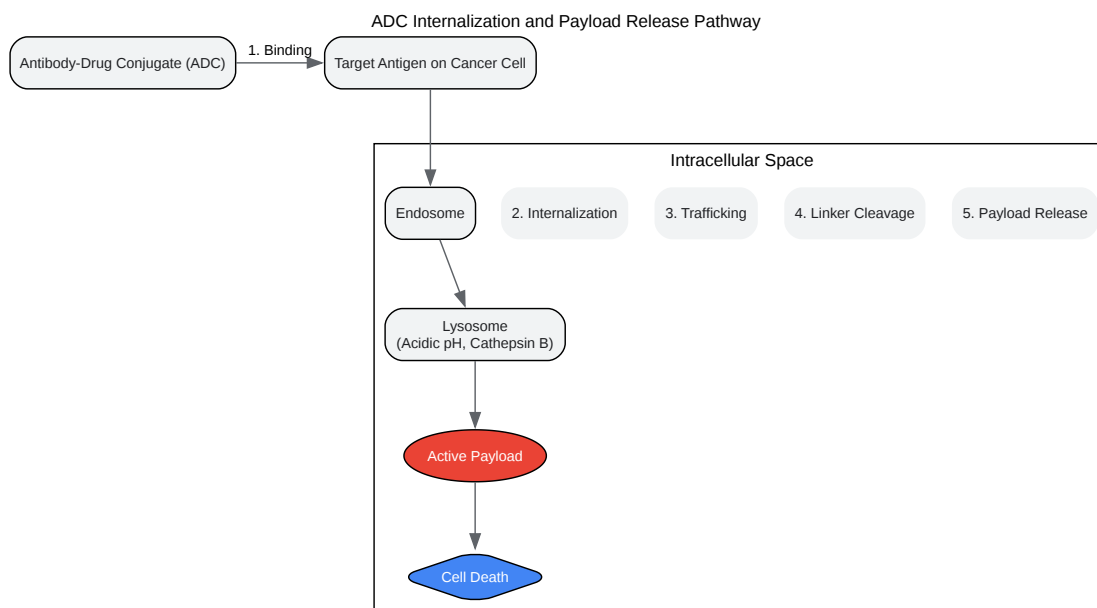 ADC Internalization and Payload Release Pathway
Antibody-Drug Conjugate (ADC)
1. Binding
Target Antigen on Cancer Cell
Intracellular Space
Endosome
2. Internalization
3. Trafficking
4. Linker Cleavage
5. Payload Release
Lysosome
(Acidic pH, Cathepsin B)
Active Payload
Cell Death